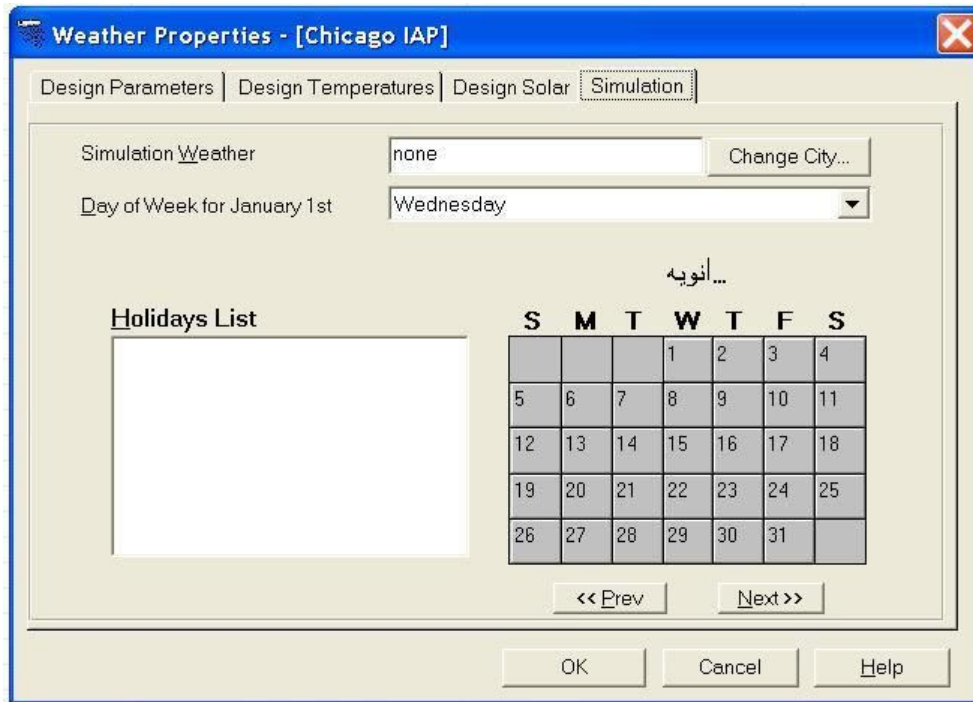 Weather Properties - [Chicago IAP]
Design Parameters Design Temperatures Design Solar Simulation
Simulation Weather none Change City...
Day of Week for January 1st Wednesday
انویه...
Holidays List
S M T W T F S
1 2 3 4
5 6 7 8 9 10 11
12 13 14 15 16 17 18
19 20 21 22 23 24 25
26 27 28 29 30 31
<< Prev Next >>
OK Cancel Help